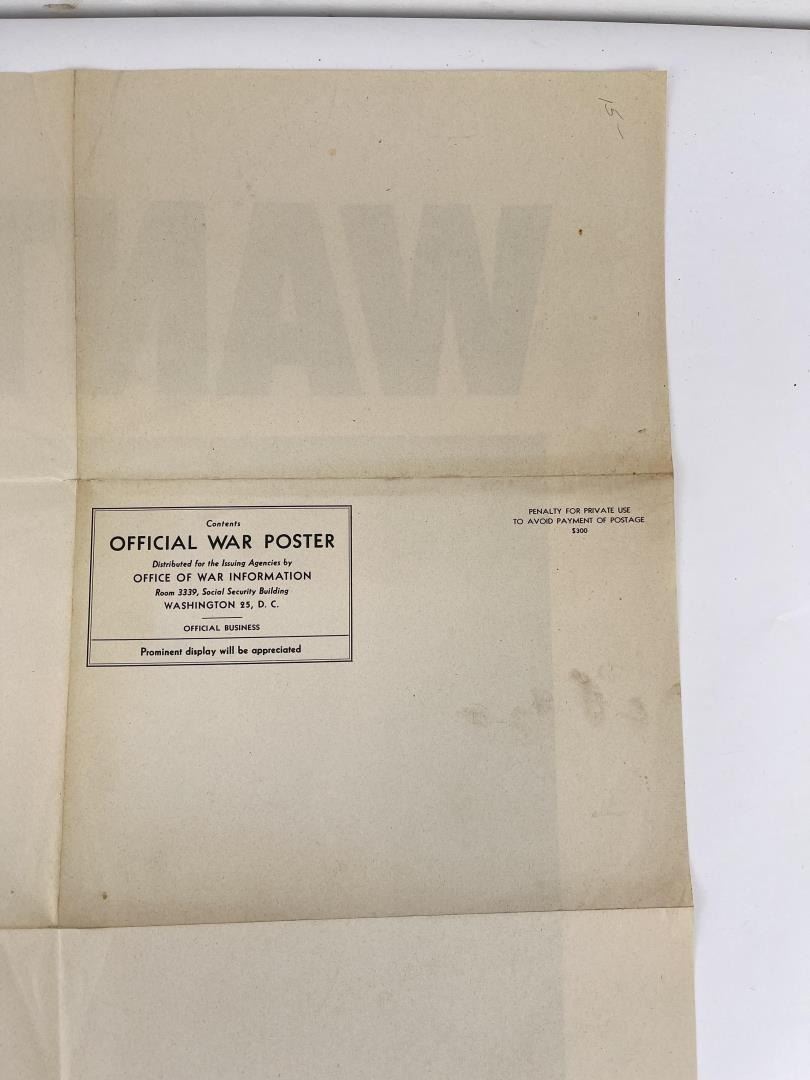 15-
WANT
Contents
OFFICIAL WAR POSTER
Distributed for the Issuing Agencies by
OFFICE OF WAR INFORMATION
Room 3339, Social Security Building
WASHINGTON 25, D. C.
OFFICIAL BUSINESS
Prominent display will be appreciated
PENALTY FOR PRIVATE USE
TO AVOID PAYMENT OF POSTAGE
$300